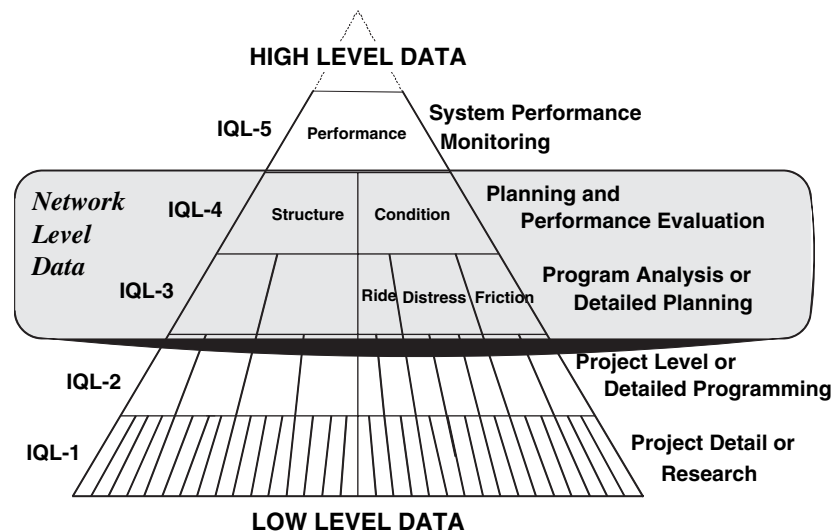 HIGH LEVEL DATA
IQL-5
Performance
System Performance
Monitoring
Network
Level
Data
IQL-4
Structure
Condition
Planning and
Performance Evaluation
IQL-3
Ride
Distress
Friction
Program Analysis or
Detailed Planning
IQL-2
Project Level or
Detailed Programming
IQL-1
Project Detail or
Research
LOW LEVEL DATA